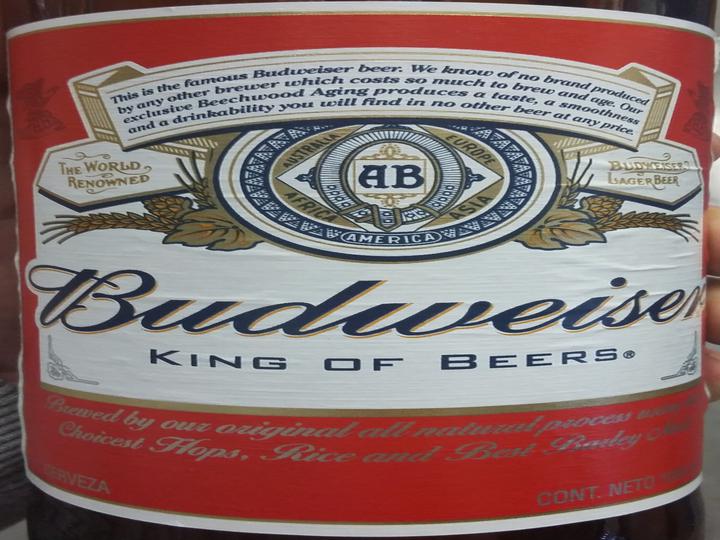 This is the famous Budweiser beer. We know of no brand produced
by any other brewer which costs so much to brew and age. Our
exclusive Beechwood Aging produces a taste, a smoothness
and a drinkability you will find in no other beer at any price.
THE WORLD
RENOWNED
AUSTRALIA
EUROPE
AB
AFRICA
ASIA
AMERICA
BUDWEISER
LAGER BEER
Budweiser
KING OF BEERS®
Brewed by our original all natural process
Choicest Hops, Rice and Best Barley
CERVEZA
CONT. NETO